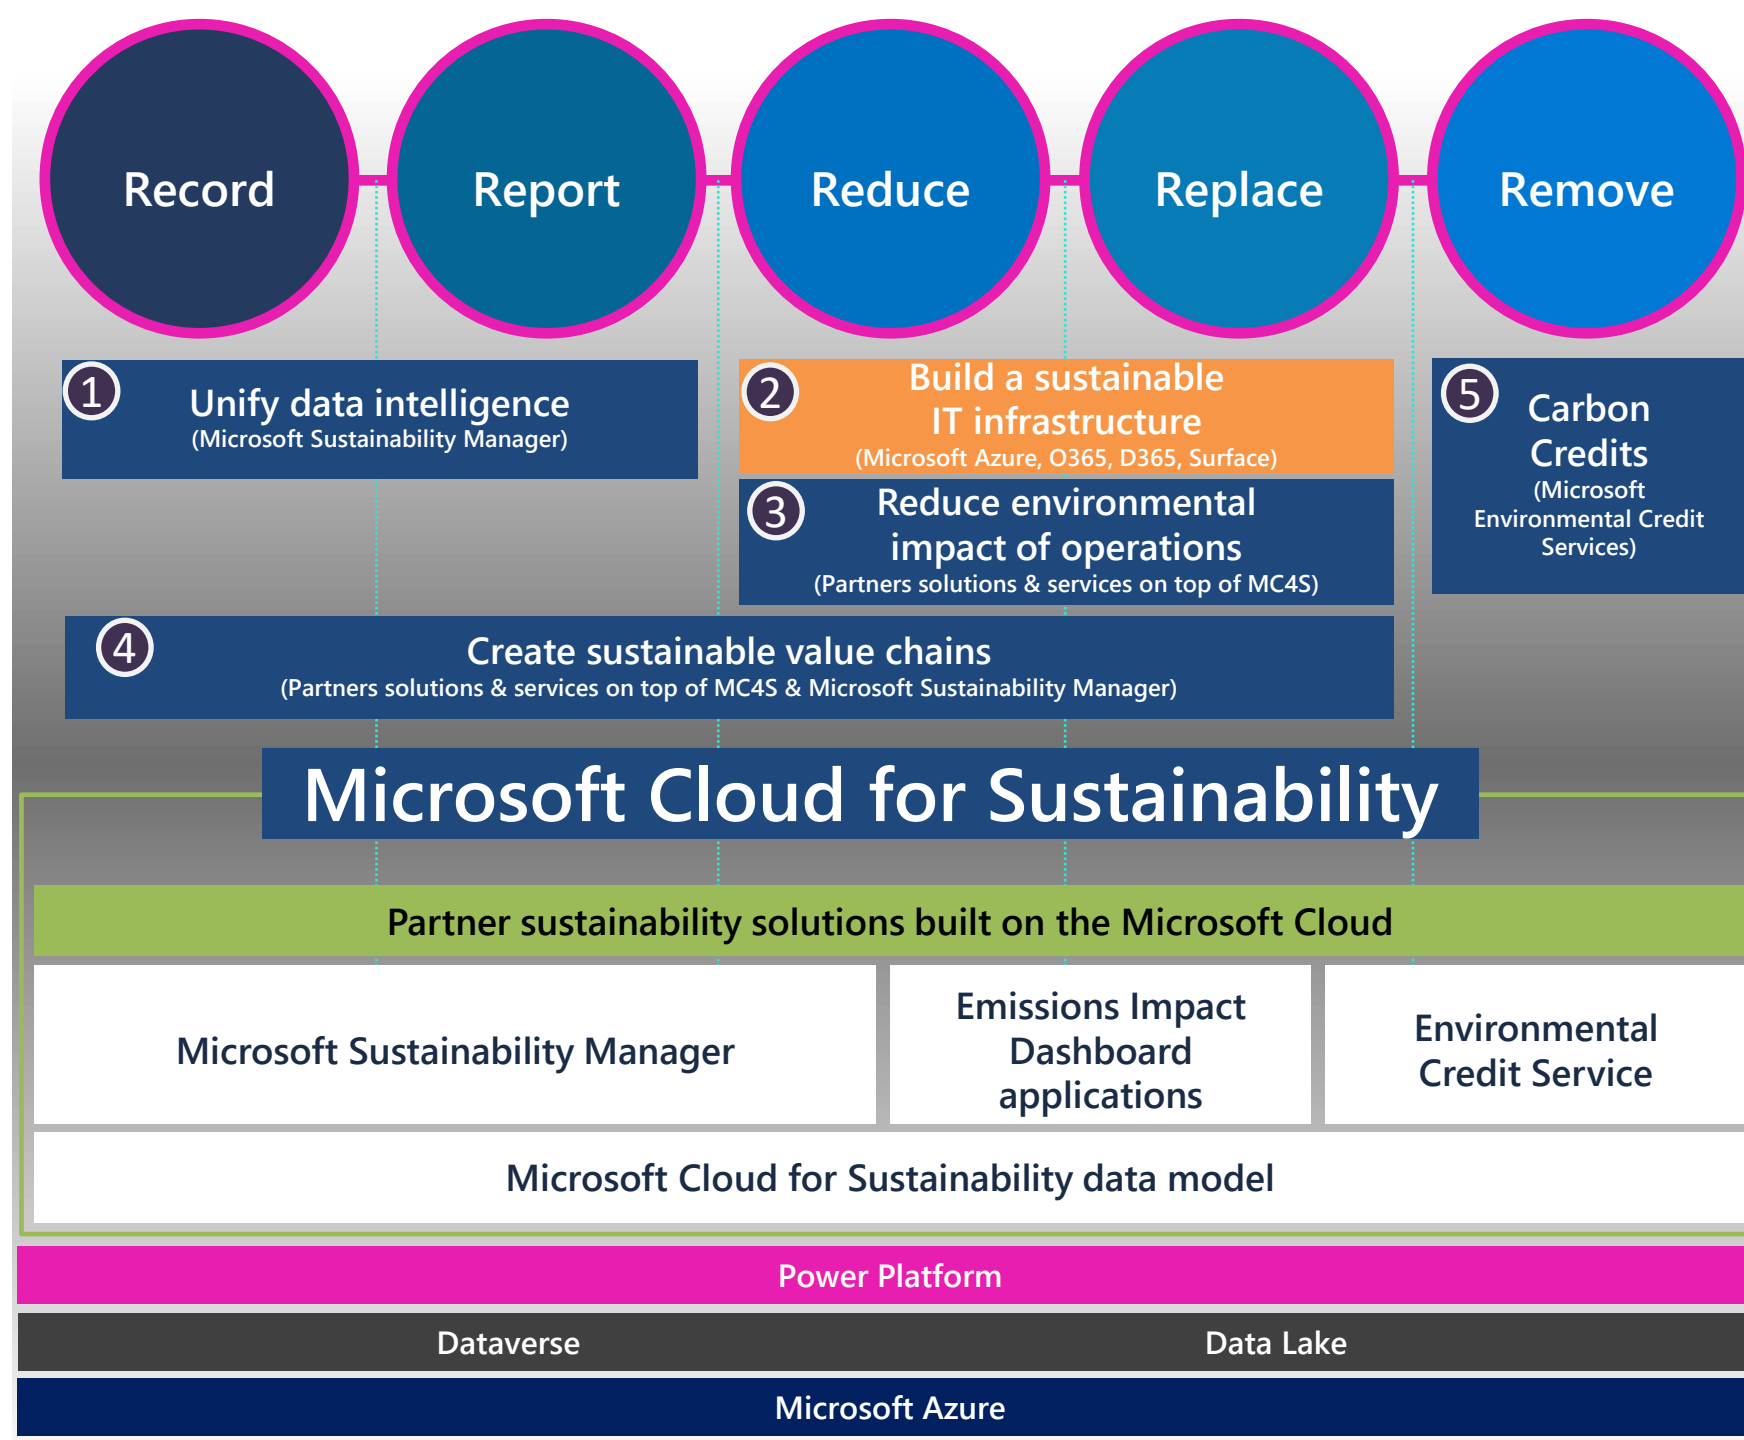 Record
Report
Reduce
Replace
Remove
1
Unify data intelligence
(Microsoft Sustainability Manager)
2
Build a sustainable
IT infrastructure
(Microsoft Azure, O365, D365, Surface)
3
Reduce environmental
impact of operations
(Partners solutions & services on top of MC4S)
5
Carbon
Credits
(Microsoft
Environmental Credit
Services)
4
Create sustainable value chains
(Partners solutions & services on top of MC4S & Microsoft Sustainability Manager)
Microsoft Cloud for Sustainability
Partner sustainability solutions built on the Microsoft Cloud
Microsoft Sustainability Manager
Emissions Impact
Dashboard
applications
Environmental
Credit Service
Microsoft Cloud for Sustainability data model
Power Platform
Dataverse
Data Lake
Microsoft Azure